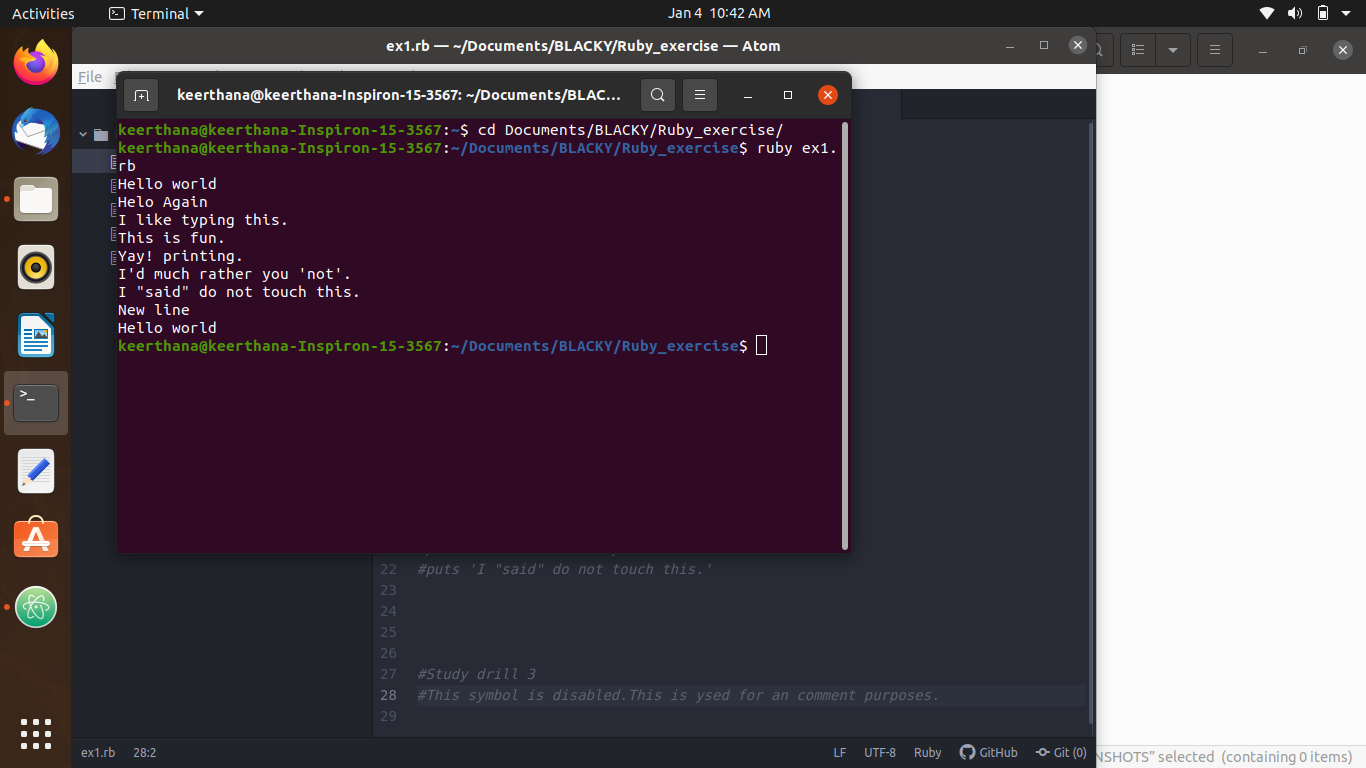 Activities Terminal Jan 4 10:42 AM
ex1.rb — ~/Documents/BLACKY/Ruby_exercise — Atom
File
keerthana@keerthana-Inspiron-15-3567: ~/Documents/BLAC...
keerthana@keerthana-Inspiron-15-3567:~$ cd Documents/BLACKY/Ruby_exercise/
keerthana@keerthana-Inspiron-15-3567:~/Documents/BLACKY/Ruby_exercise$ ruby ex1.
rb
Hello world
Helo Again
I like typing this.
This is fun.
Yay! printing.
I'd much rather you 'not'.
I "said" do not touch this.
New line
Hello world
keerthana@keerthana-Inspiron-15-3567:~/Documents/BLACKY/Ruby_exercise$
22 #puts 'I "said" do not touch this.'
23
24
25
26
27 #Study drill 3
28 #This symbol is disabled.This is ysed for an comment purposes.
29
ex1.rb 28:2 LF UTF-8 Ruby GitHub Git (0)
NSHOTS" selected (containing 0 items)